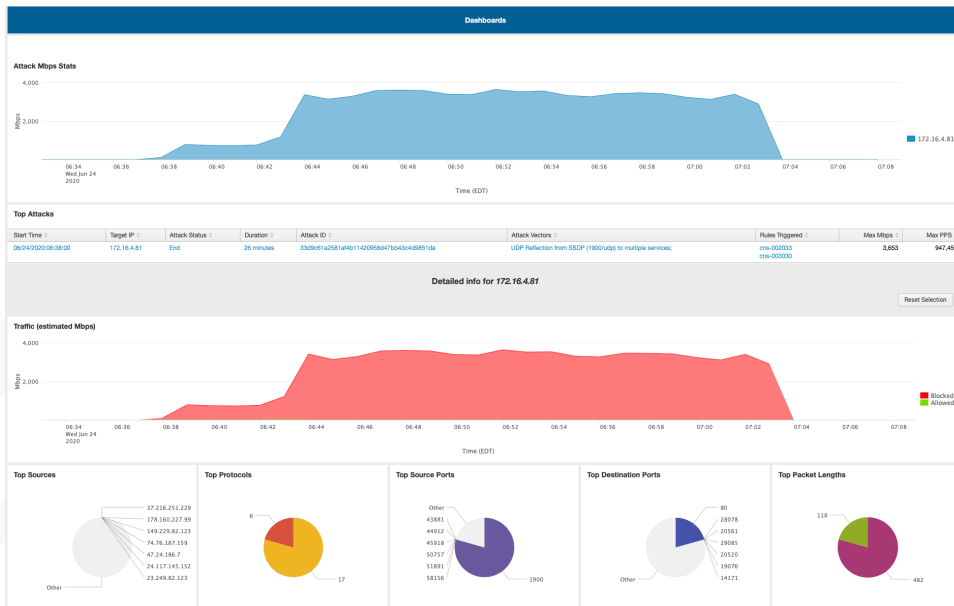 Dashboards
Attack Mbps Stats
4,000
2,000
Mbps
06:34 06:36 06:38 06:40 06:42 06:44 06:46 06:48 06:50 06:52 06:54 06:56 06:58 07:00 07:02 07:04 07:06 07:08
Wed Jun 24
2020
Time (EDT)
172.16.4.81
Top Attacks
Start Time Target IP Attack Status Duration Attack ID Attack Vectors Rules Triggered Max Mbps Max PPS
06/24/2020:06:38:00 172.16.4.81 End 26 minutes 33d9c61a2581af4b11420958d47bb43c4d9851da UDP Reflection from SSDP (1900/udp) to multiple services; cns-002033 3,653 947,45
cns-003030
Detailed info for 172.16.4.81
Reset Selection
Traffic (estimated Mbps)
4,000
2,000
Mbps
Blocked
Allowed
06:34 06:36 06:38 06:40 06:42 06:44 06:46 06:48 06:50 06:52 06:54 06:56 06:58 07:00 07:02 07:04 07:06 07:08
Wed Jun 24
2020
Time (EDT)
Top Sources
37.216.251.229
178.160.227.99
149.229.82.123
74.76.187.159
47.24.186.7
24.117.145.152
23.249.82.123
Other
Top Protocols
6
17
Top Source Ports
Other
43881
44912
45918
50757
51891
58156
1900
Top Destination Ports
80
28078
20561
29085
20520
19076
14171
Other
Top Packet Lengths
118
482